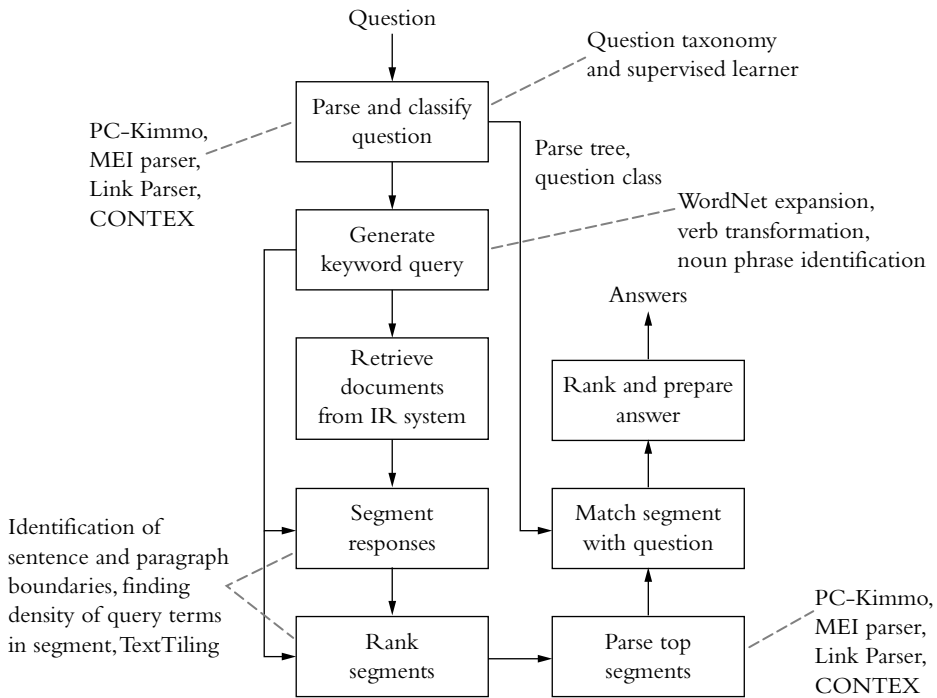 Question
Question taxonomy
and supervised learner
Parse and classify
question
PC-Kimmo,
MEI parser,
Link Parser,
CONTEX
Parse tree,
question class
WordNet expansion,
verb transformation,
noun phrase identification
Generate
keyword query
Answers
Retrieve
documents
from IR system
Rank and prepare
answer
Segment
responses
Match segment
with question
Identification of
sentence and paragraph
boundaries, finding
density of query terms
in segment, TextTiling
Rank
segments
Parse top
segments
PC-Kimmo,
MEI parser,
Link Parser,
CONTEX